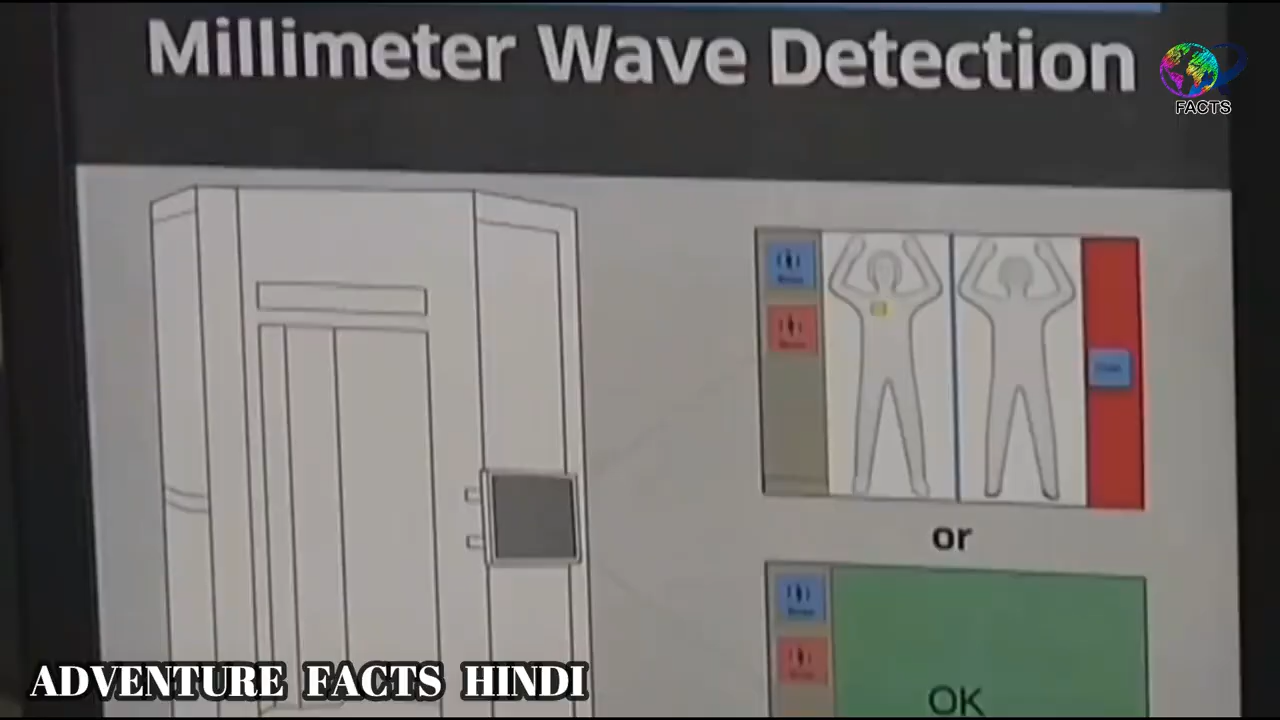 Millimeter Wave Detection
FACTS
or
OK
ADVENTURE FACTS HINDI